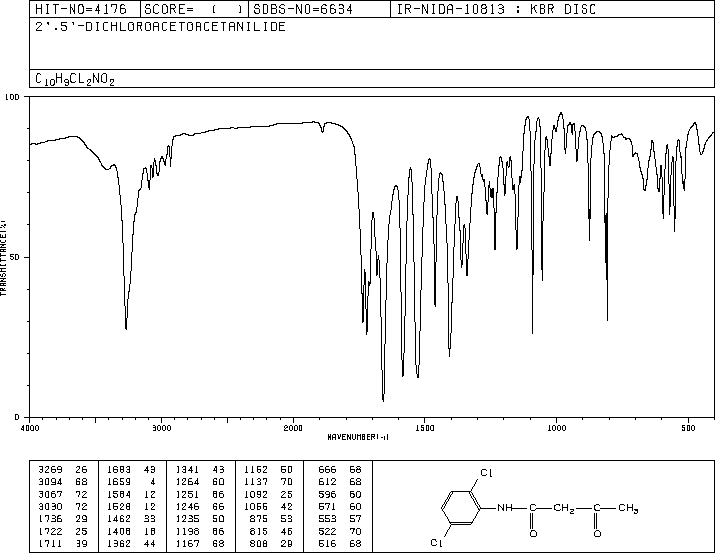 HIT-NO=4176 SCORE= ( ) SDBS-NO=6634 IR-NIDA-10813 : KBR DISC
2'.5'-DICHLOROACETOACETANILIDE
C10H9CL2NO2
100
50
0
TRANSMITTANCE(%)
4000 3000 2000 1500 1000 500
WAVENUMBER(-1)
3269 26 1683 43 1341 43 1152 50 666 68
3094 68 1659 4 1264 60 1137 70 612 68
3067 72 1584 12 1251 66 1092 25 596 60
3030 72 1528 12 1246 66 1056 42 571 60
1736 29 1462 33 1235 50 875 53 553 57
1722 25 1408 18 1198 66 815 46 522 70
1711 39 1362 44 1167 68 808 29 516 68
Cl
NH C CH2 C CH3
O O
Cl